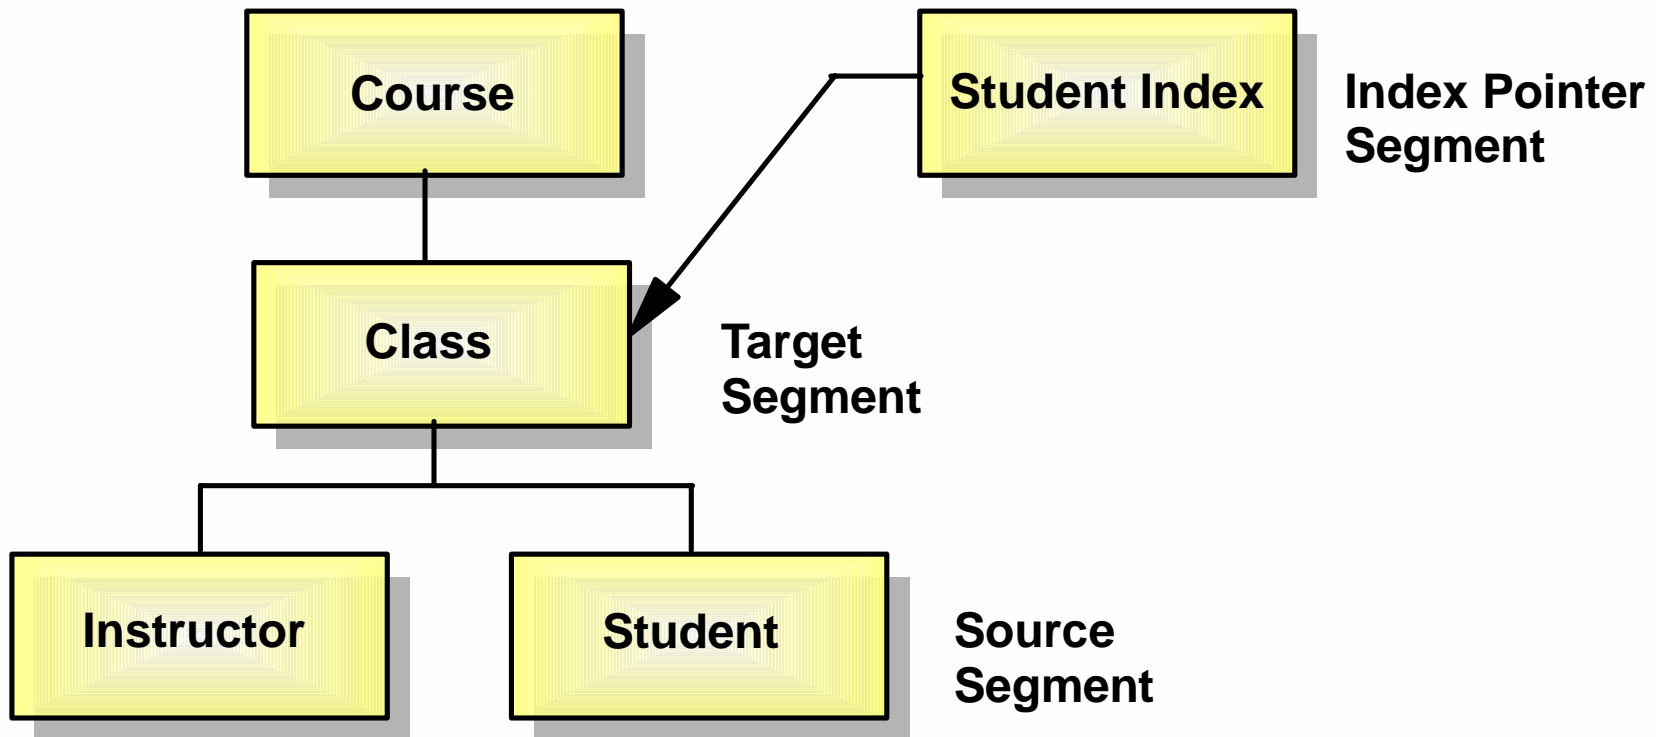 Course
Student Index
Index Pointer
Segment
Class
Target
Segment
Instructor
Student
Source
Segment